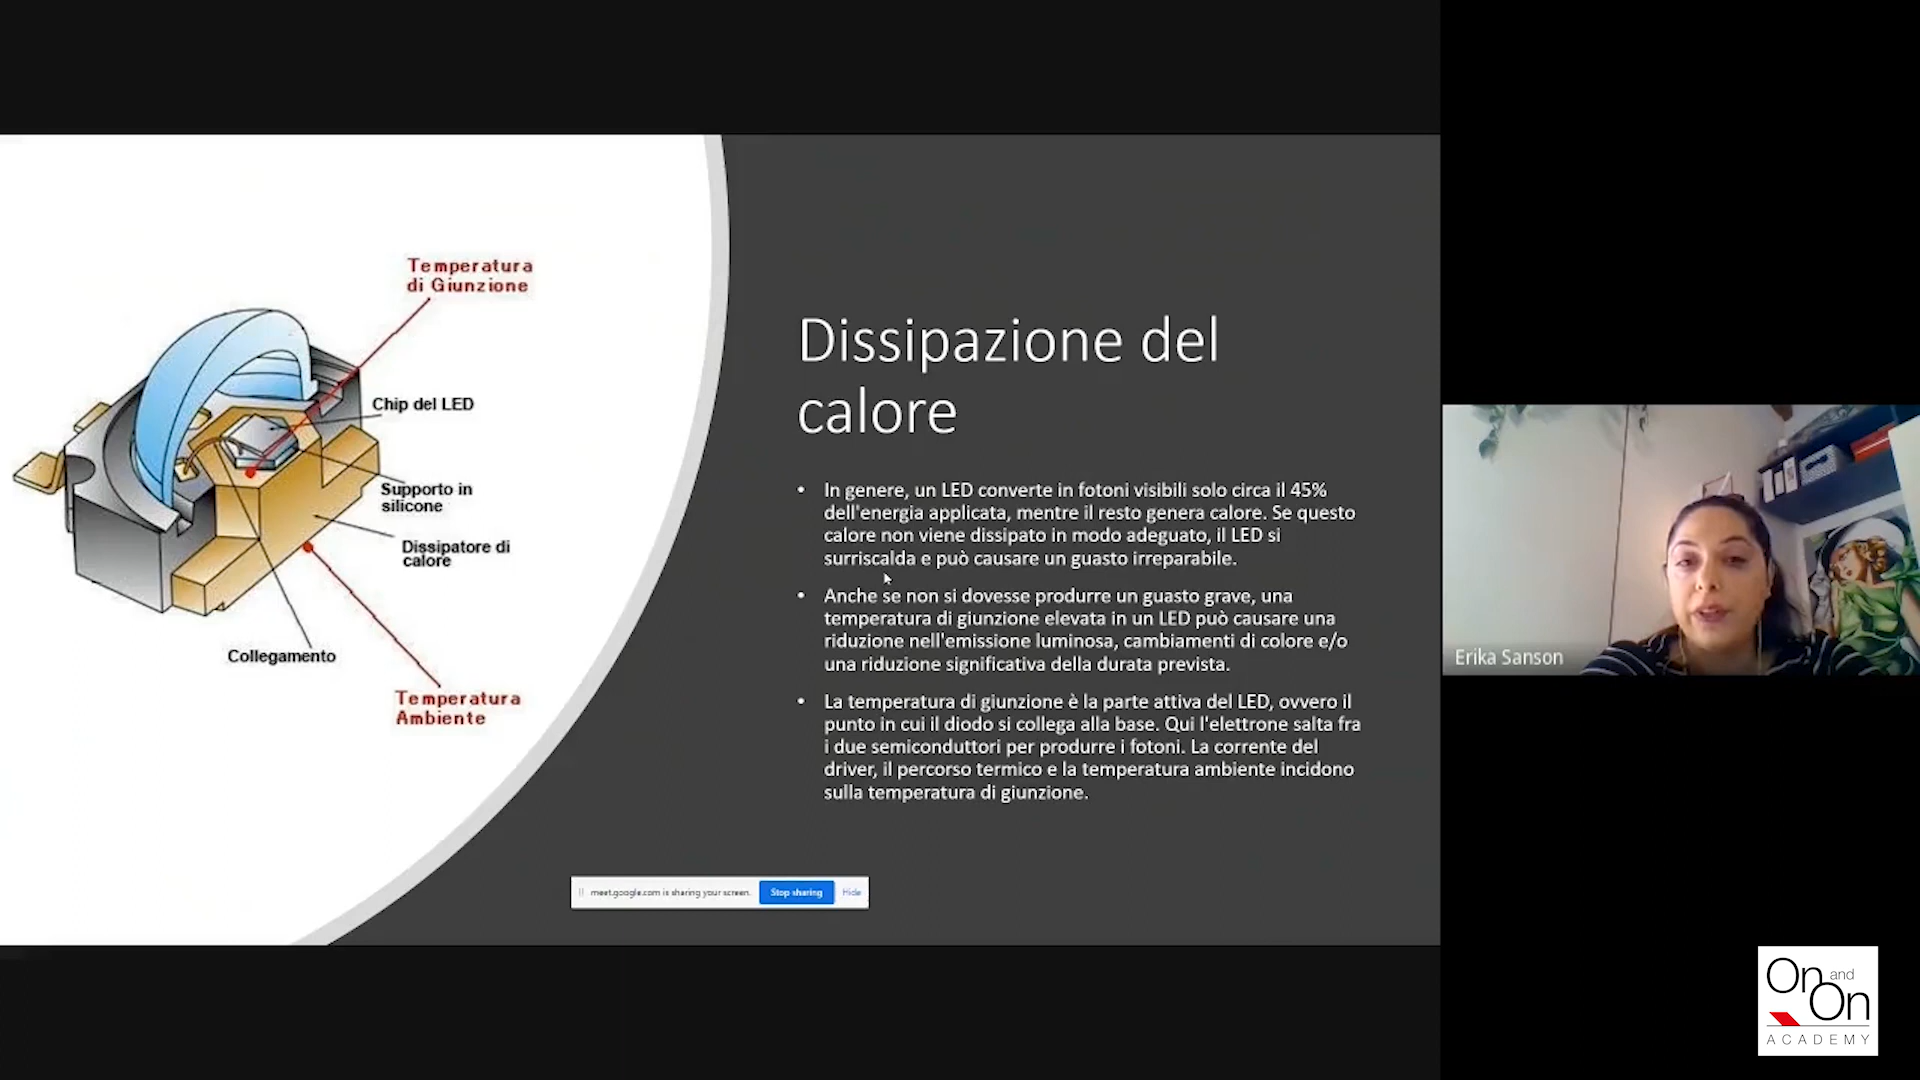 Temperatura
di Giunzione
Chip del LED
Supporto in
silicone
Dissipatore di
calore
Collegamento
Temperatura
Ambiente
Dissipazione del
calore
• In genere, un LED converte in fotoni visibili solo circa il 45%
dell'energia applicata, mentre il resto genera calore. Se questo
calore non viene dissipato in modo adeguato, il LED si
surriscalda e può causare un guasto irreparabile.
• Anche se non si dovesse produrre un guasto grave, una
temperatura di giunzione elevata in un LED può causare una
riduzione nell'emissione luminosa, cambiamenti di colore e/o
una riduzione significativa della durata prevista.
• La temperatura di giunzione è la parte attiva del LED, ovvero il
punto in cui il diodo si collega alla base. Qui l'elettrone salta fra
i due semiconduttori per produrre i fotoni. La corrente del
driver, il percorso termico e la temperatura ambiente incidono
sulla temperatura di giunzione.
meet.google.com is sharing your screen.
Stop sharing
Hide
Erika Sanson
On and
On
ACADEMY